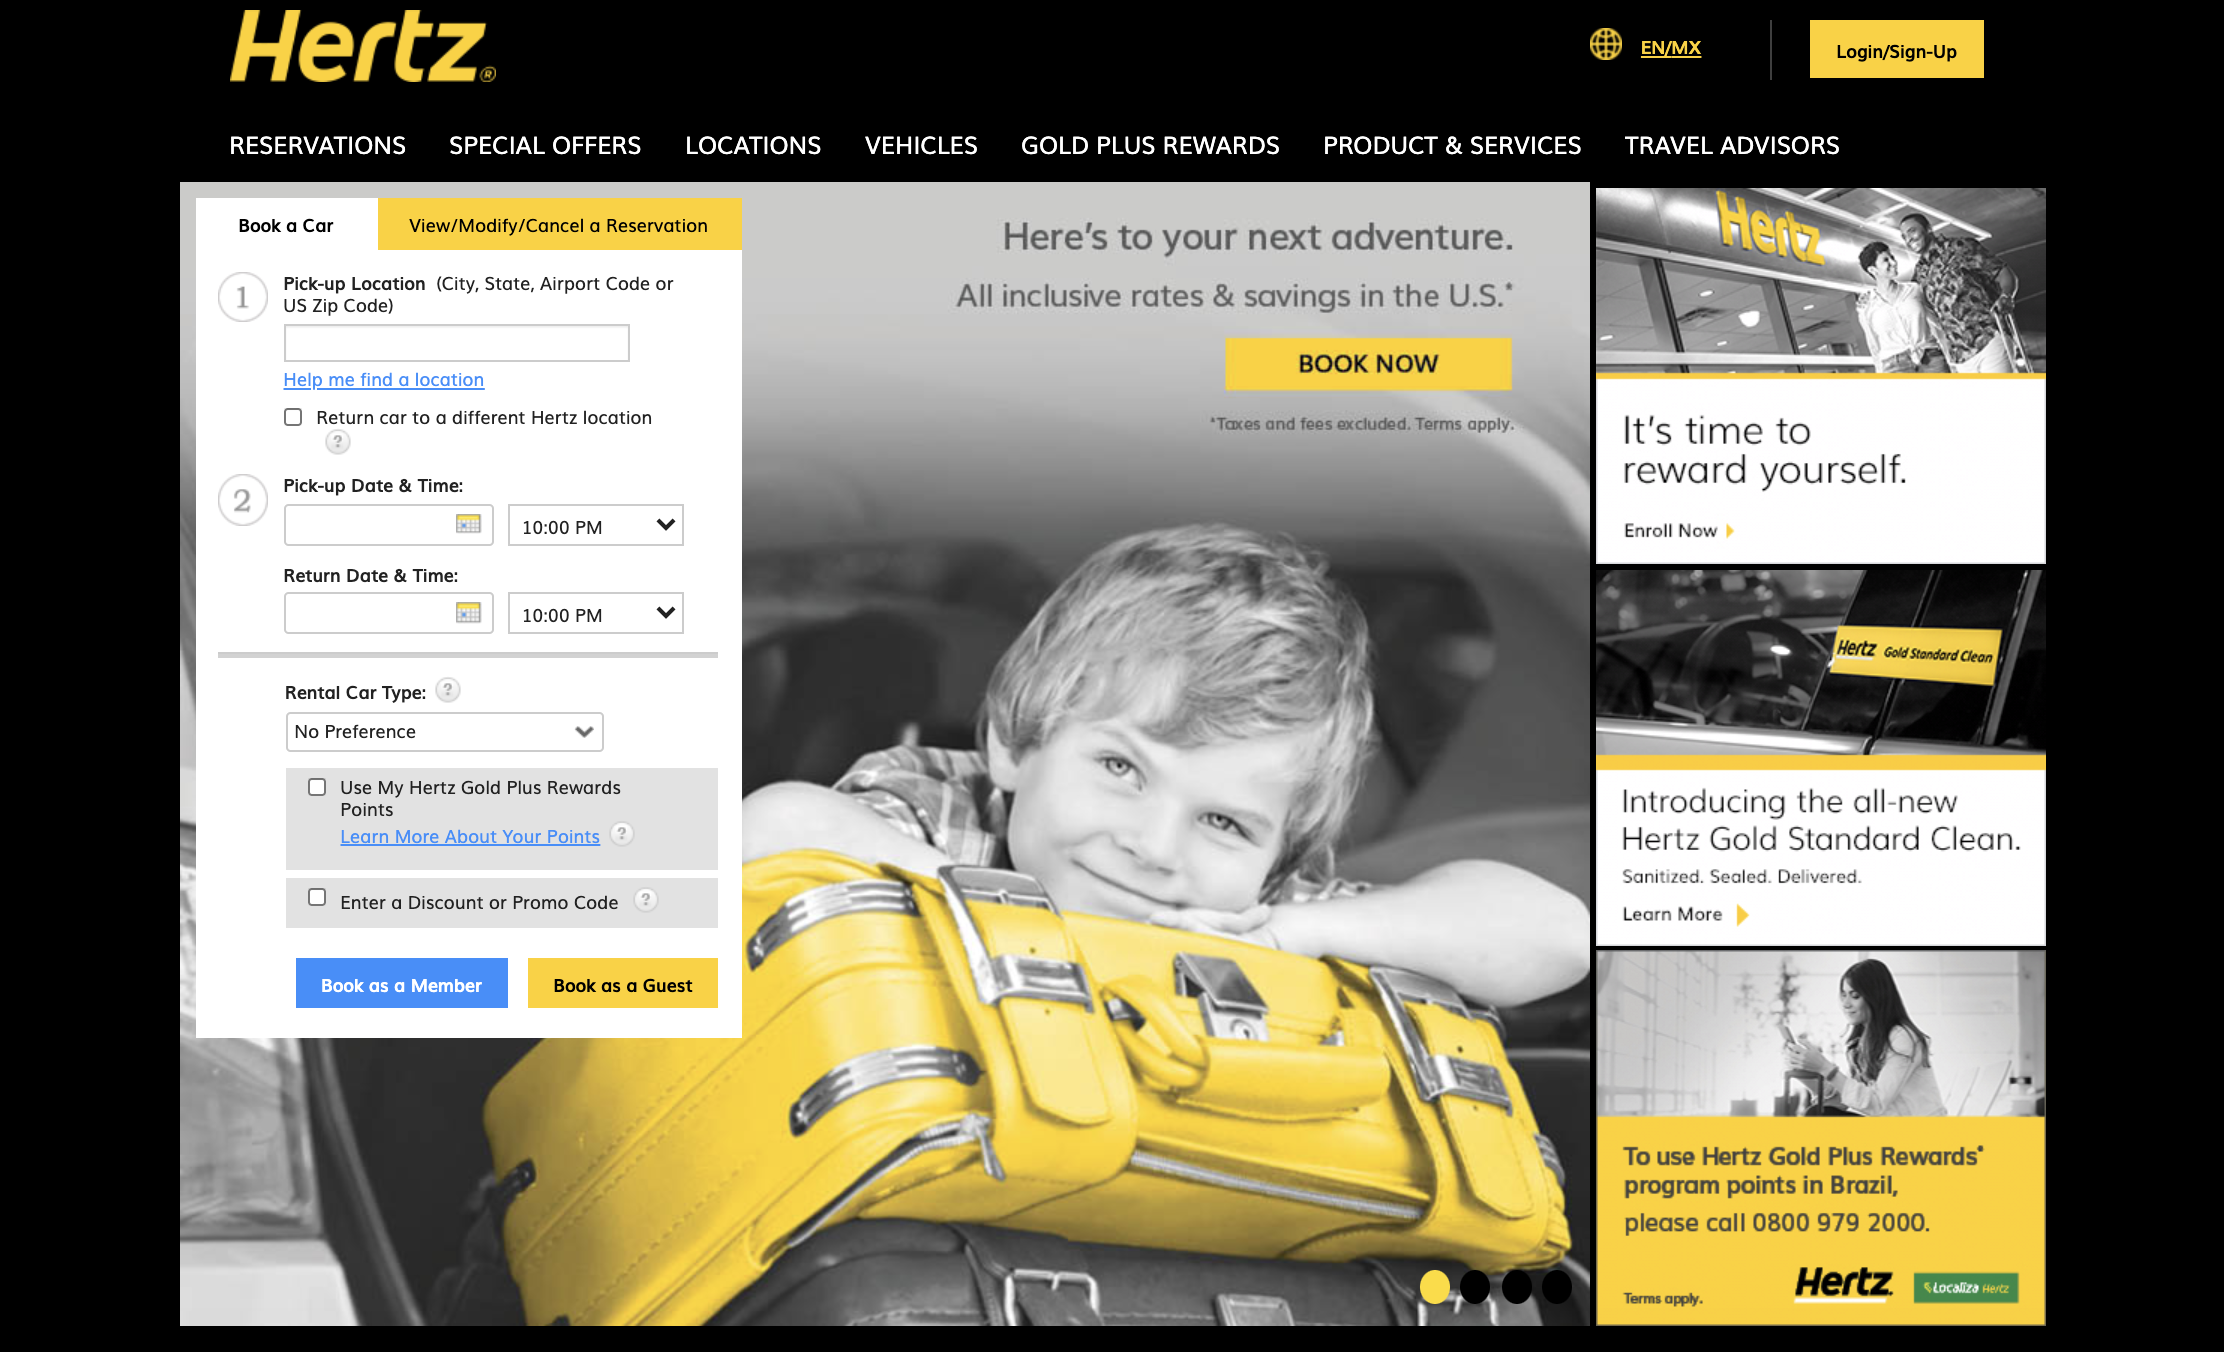 Hertz®
EN/MX
Login/Sign-Up
RESERVATIONS SPECIAL OFFERS LOCATIONS VEHICLES GOLD PLUS REWARDS PRODUCT & SERVICES TRAVEL ADVISORS
Book a Car
View/Modify/Cancel a Reservation
1
Pick-up Location (City, State, Airport Code or
US Zip Code)
Help me find a location
Return car to a different Hertz location
?
2
Pick-up Date & Time:
10:00 PM
Return Date & Time:
10:00 PM
Rental Car Type: ?
No Preference
Use My Hertz Gold Plus Rewards
Points
Learn More About Your Points ?
Enter a Discount or Promo Code ?
Book as a Member
Book as a Guest
Here's to your next adventure.
All inclusive rates & savings in the U.S.*
BOOK NOW
*Taxes and fees excluded. Terms apply.
Hertz
It's time to
reward yourself.
Enroll Now
Hertz Gold Standard Clean
Introducing the all-new
Hertz Gold Standard Clean.
Sanitized. Sealed. Delivered.
Learn More
To use Hertz Gold Plus Rewards*
program points in Brazil,
please call 0800 979 2000.
Terms apply.
Hertz
Localiza Hertz